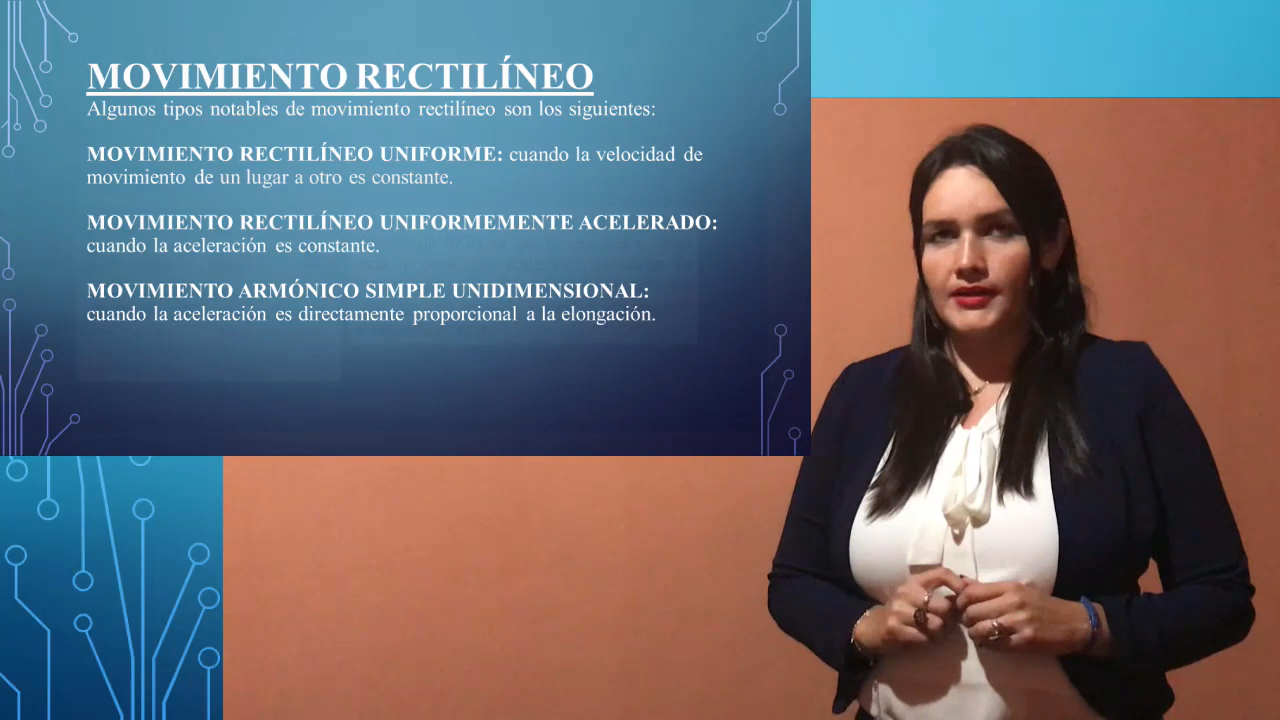 MOVIMIENTO RECTILÍNEO
Algunos tipos notables de movimiento rectilíneo son los siguientes:
MOVIMIENTO RECTILÍNEO UNIFORME: cuando la velocidad de
movimiento de un lugar a otro es constante.
MOVIMIENTO RECTILÍNEO UNIFORMEMENTE ACELERADO:
cuando la aceleración es constante.
MOVIMIENTO ARMÓNICO SIMPLE UNIDIMENSIONAL:
cuando la aceleración es directamente proporcional a la elongación.